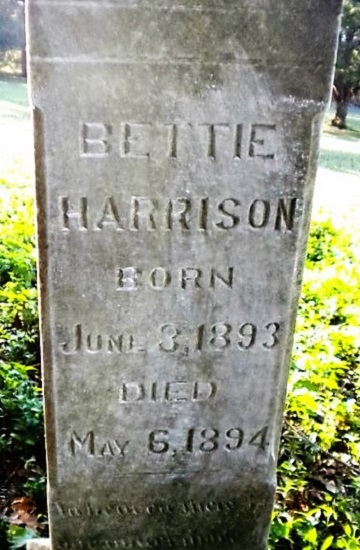 BETTIE
HARRISON
BORN
JUNE 3, 1893
DIED
MAY 6, 1894